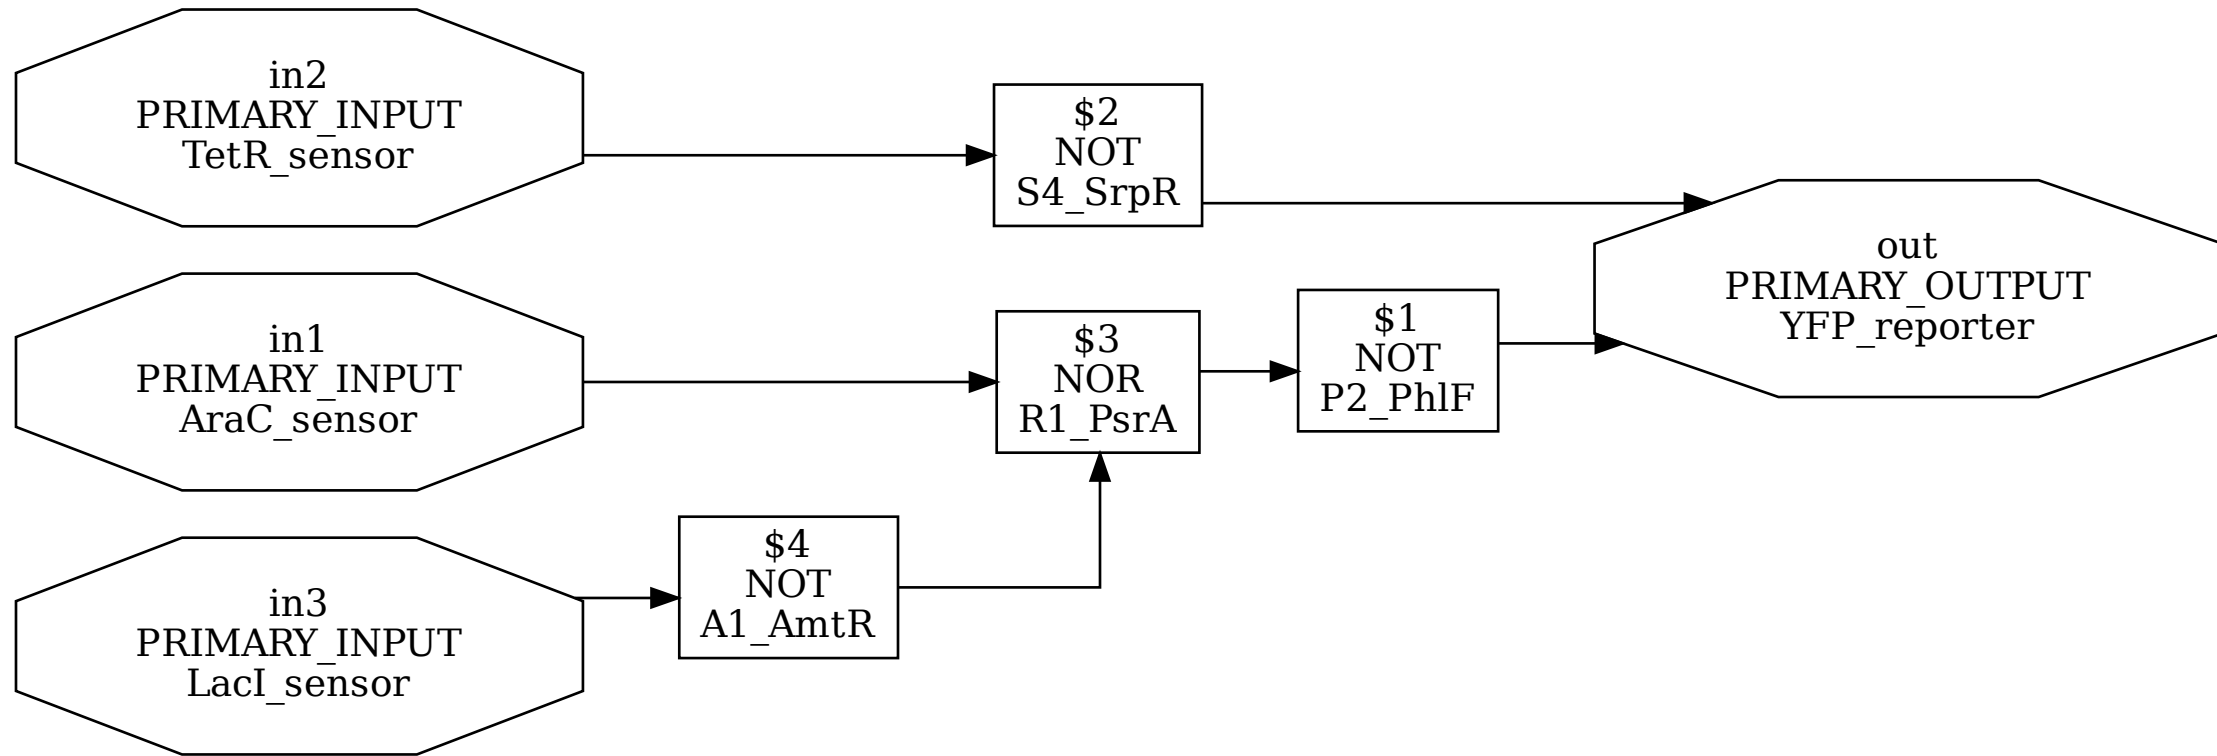 in2
PRIMARY_INPUT
TetR_sensor
$2
NOT
S4_SrpR
out
PRIMARY_OUTPUT
YFP_reporter
in1
PRIMARY_INPUT
AraC_sensor
$3
NOR
R1_PsrA
$1
NOT
P2_PhlF
in3
PRIMARY_INPUT
LacI_sensor
$4
NOT
A1_AmtR